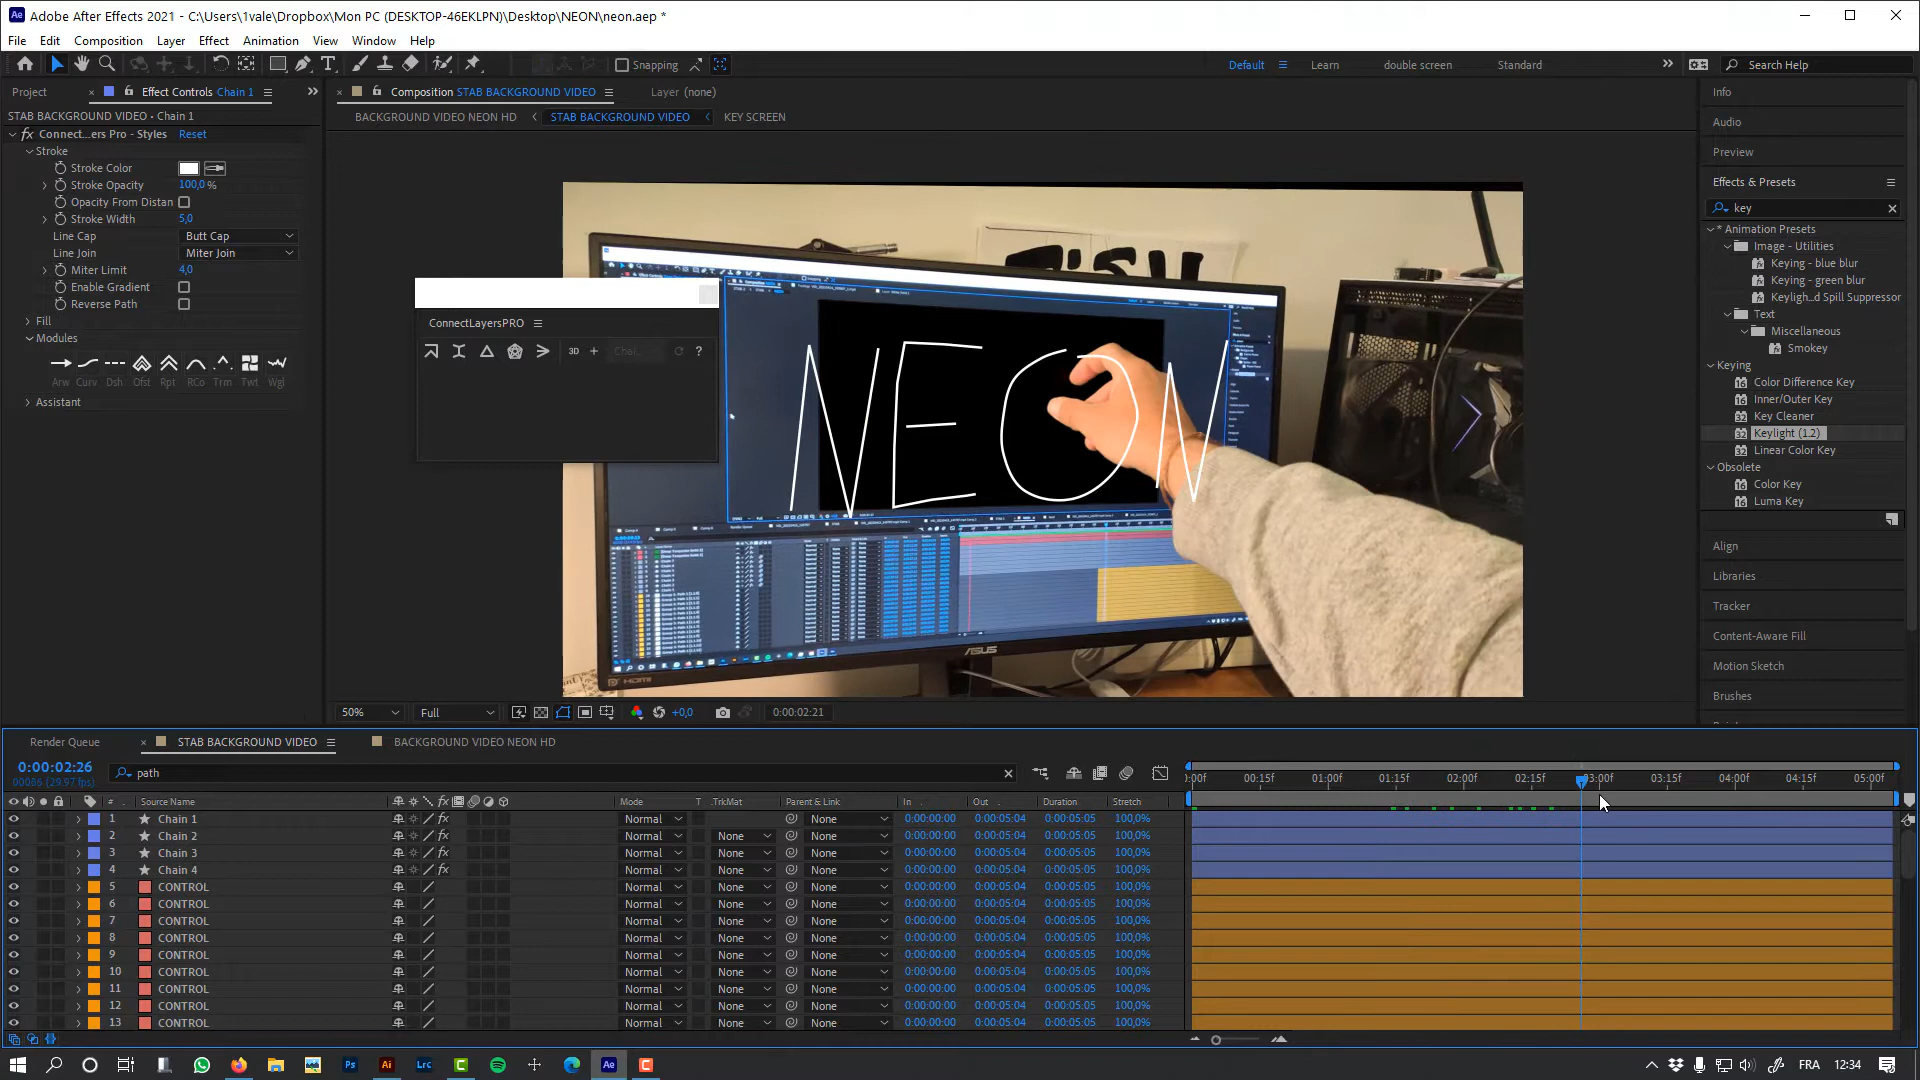 Adobe After Effects 2021 - C:\Users\1vale\Dropbox\Mon PC (DESKTOP-46EKLPN)\Desktop\NEON\neon.aep *
File Edit Composition Layer Effect Animation View Window Help
Snapping
Default Learn double screen Standard Search Help
Project Effect Controls Chain 1
STAB BACKGROUND VIDEO • Chain 1
fx Connect...ers Pro - Styles Reset
Stroke
Stroke Color
Stroke Opacity 100,0 %
Opacity From Distan
Stroke Width 5,0
Line Cap Butt Cap
Line Join Miter Join
Miter Limit 4,0
Enable Gradient
Reverse Path
Fill
Modules
Arw Curv Dsh Ofst Rpt RCo Trm Twt Wgl
Assistant
Composition STAB BACKGROUND VIDEO Layer (none)
BACKGROUND VIDEO NEON HD STAB BACKGROUND VIDEO KEY SCREEN
ConnectLayersPRO
3D + Chai ?
NEON
ASUS
HDMI
50% Full +0,0 0:00:02:21
Info
Audio
Preview
Effects & Presets
key
* Animation Presets
Image - Utilities
Keying - blue blur
Keying - green blur
Keyligh...d Spill Suppressor
Text
Miscellaneous
Smokey
Keying
Color Difference Key
Inner/Outer Key
Key Cleaner
Keylight (1.2)
Linear Color Key
Obsolete
Color Key
Luma Key
Align
Libraries
Tracker
Content-Aware Fill
Motion Sketch
Brushes
Render Queue STAB BACKGROUND VIDEO BACKGROUND VIDEO NEON HD
0:00:02:26
00086 (29.97 fps)
path
:00f 00:15f 01:00f 01:15f 02:00f 02:15f 03:00f 03:15f 04:00f 04:15f 05:00f
# Source Name Mode T .TrkMat Parent & Link In Out Duration Stretch
1 Chain 1 fx Normal None 0:00:00:00 0:00:05:04 0:00:05:05 100,0%
2 Chain 2 fx Normal None None 0:00:00:00 0:00:05:04 0:00:05:05 100,0%
3 Chain 3 fx Normal None None 0:00:00:00 0:00:05:04 0:00:05:05 100,0%
4 Chain 4 fx Normal None None 0:00:00:00 0:00:05:04 0:00:05:05 100,0%
5 CONTROL Normal None None 0:00:00:00 0:00:05:04 0:00:05:05 100,0%
6 CONTROL Normal None None 0:00:00:00 0:00:05:04 0:00:05:05 100,0%
7 CONTROL Normal None None 0:00:00:00 0:00:05:04 0:00:05:05 100,0%
8 CONTROL Normal None None 0:00:00:00 0:00:05:04 0:00:05:05 100,0%
9 CONTROL Normal None None 0:00:00:00 0:00:05:04 0:00:05:05 100,0%
10 CONTROL Normal None None 0:00:00:00 0:00:05:04 0:00:05:05 100,0%
11 CONTROL Normal None None 0:00:00:00 0:00:05:04 0:00:05:05 100,0%
12 CONTROL Normal None None 0:00:00:00 0:00:05:04 0:00:05:05 100,0%
13 CONTROL Normal None None 0:00:00:00 0:00:05:04 0:00:05:05 100,0%
Ps Ai Lrc C Ae FRA 12:34